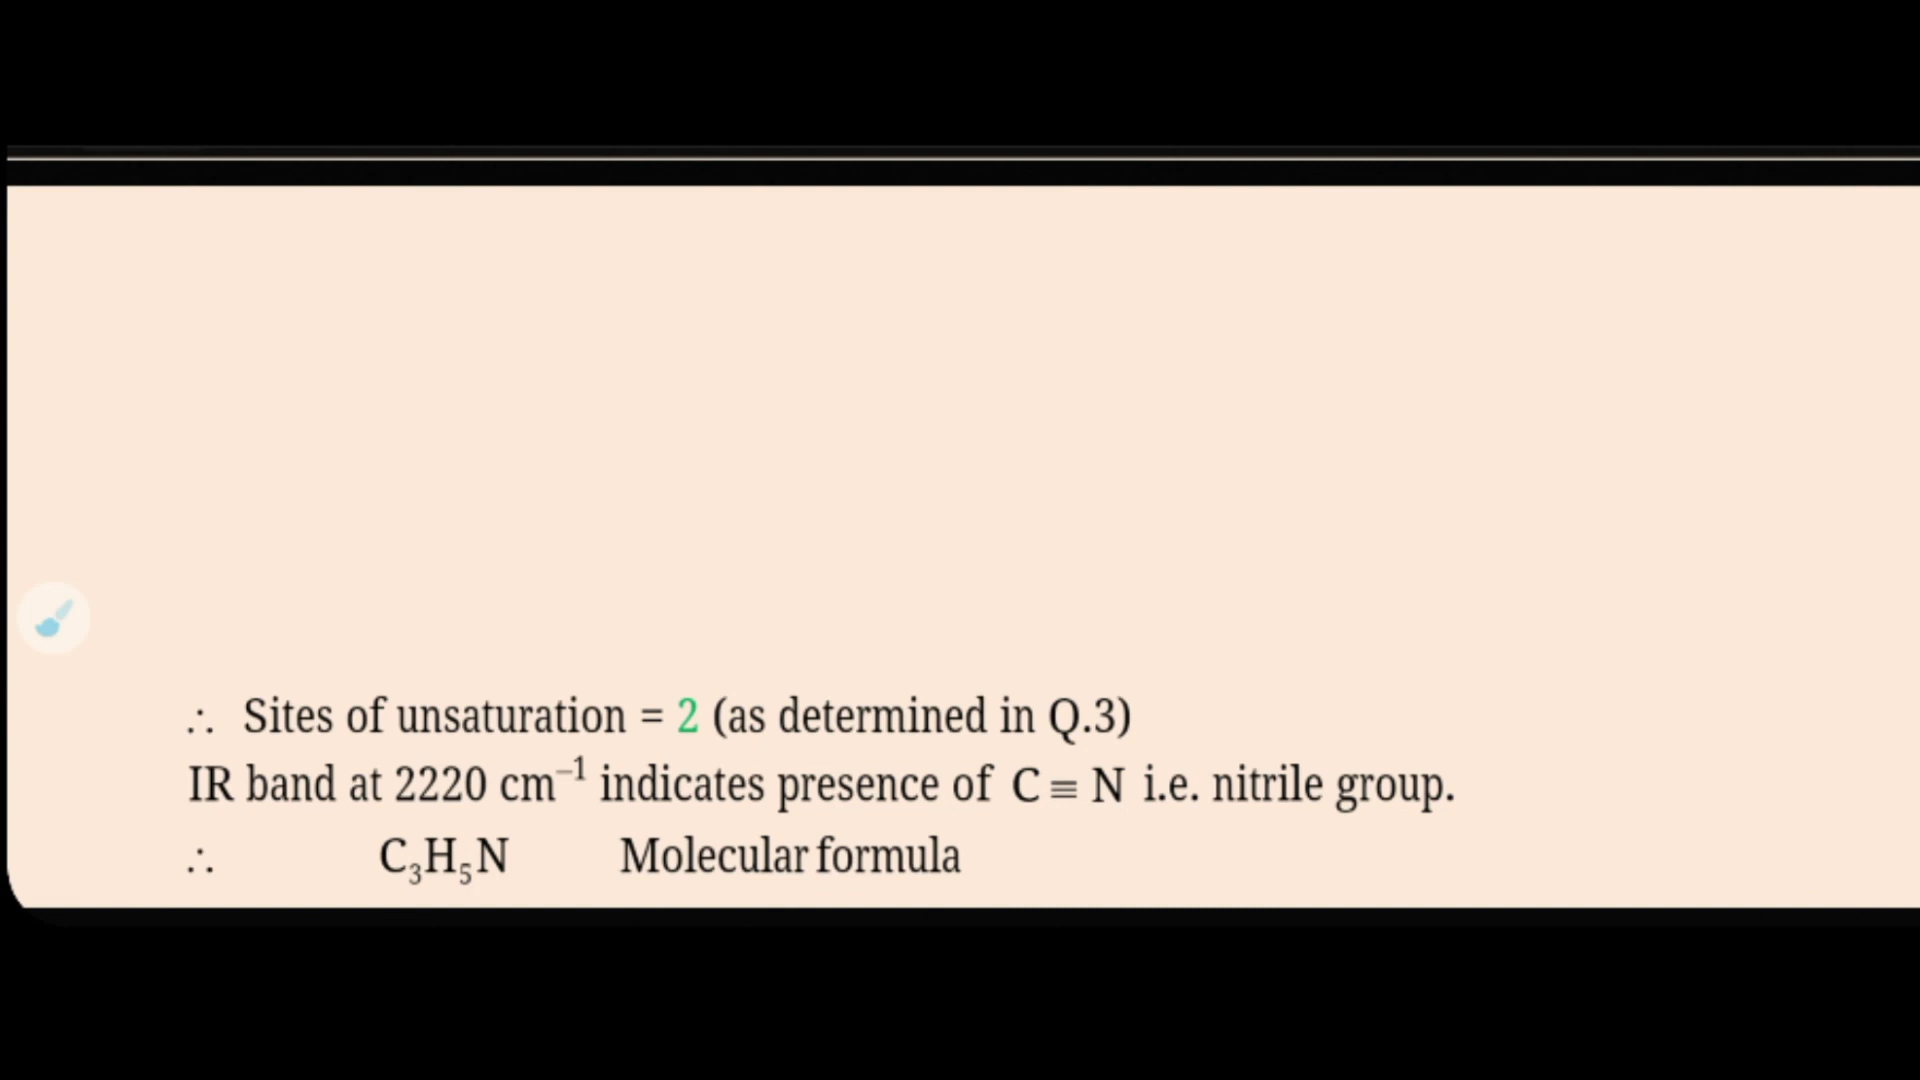 ∴ Sites of unsaturation = 2 (as determined in Q.3)
IR band at 2220 cm⁻¹ indicates presence of C ≡ N i.e. nitrile group.
∴ C₃H₅N Molecular formula